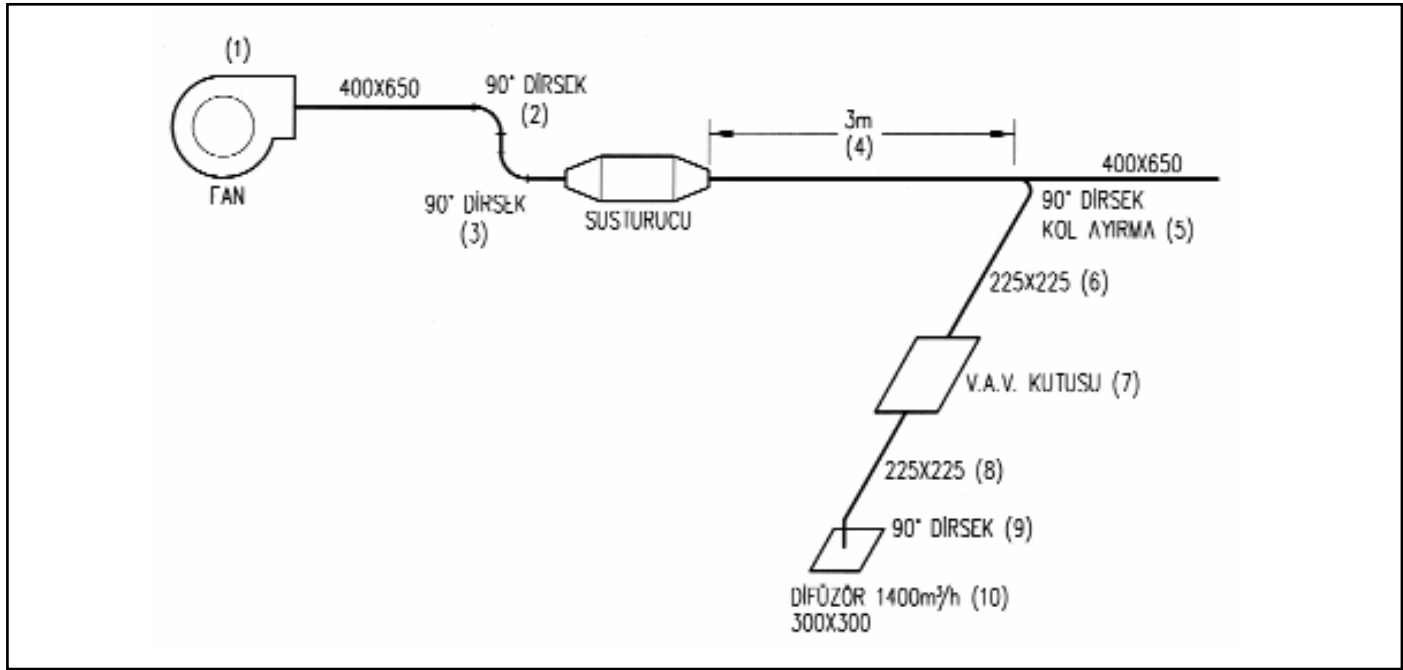 (1)
FAN
400X650
90° DİRSEK
(2)
90° DİRSEK
(3)
SUSTURUCU
3m
(4)
400X650
90° DİRSEK
KOL AYIRMA (5)
225X225 (6)
V.A.V. KUTUSU (7)
225X225 (8)
90° DİRSEK (9)
DİFÜZÖR 1400m³/h (10)
300X300